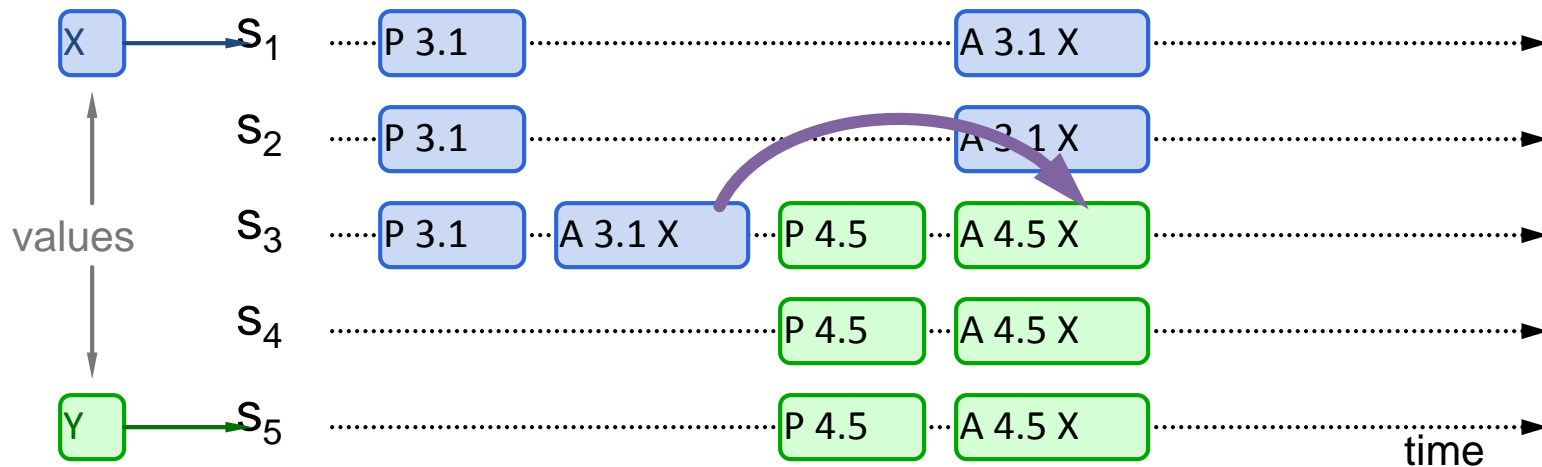 X s1 P 3.1 A 3.1 X
s2 P 3.1 A 3.1 X
values s3 P 3.1 A 3.1 X P 4.5 A 4.5 X
s4 P 4.5 A 4.5 X
Y s5 P 4.5 A 4.5 X
time